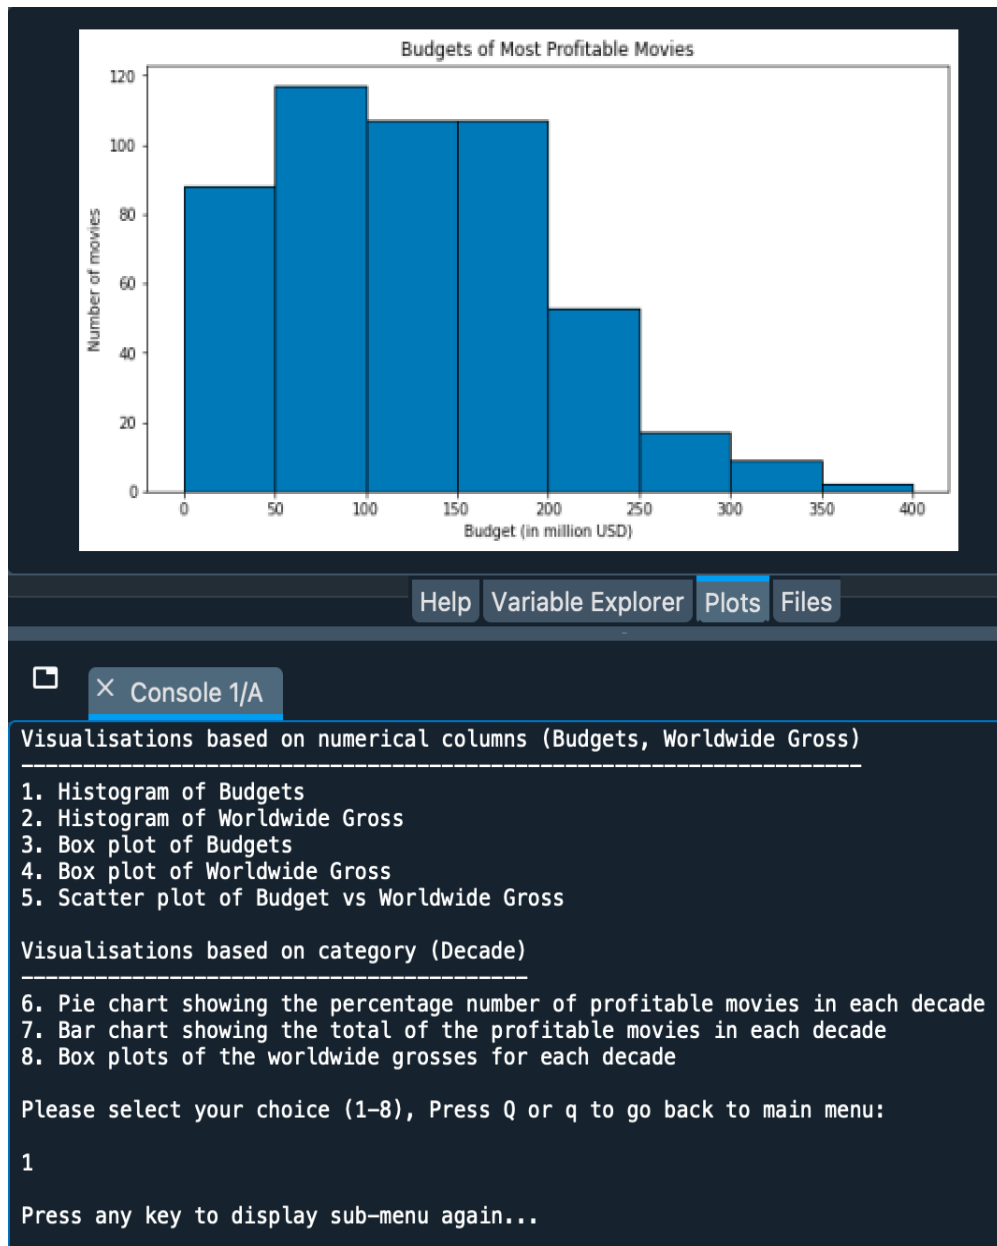 Budgets of Most Profitable Movies
120
100
80
60
40
20
0
Number of movies
0 50 100 150 200 250 300 350 400
Budget (in million USD)
Help Variable Explorer Plots Files
Console 1/A
Visualisations based on numerical columns (Budgets, Worldwide Gross)
--------------------------------------------------------------------
1. Histogram of Budgets
2. Histogram of Worldwide Gross
3. Box plot of Budgets
4. Box plot of Worldwide Gross
5. Scatter plot of Budget vs Worldwide Gross
Visualisations based on category (Decade)
-----------------------------------------
6. Pie chart showing the percentage number of profitable movies in each decade
7. Bar chart showing the total of the profitable movies in each decade
8. Box plots of the worldwide grosses for each decade
Please select your choice (1-8), Press Q or q to go back to main menu:
1
Press any key to display sub-menu again...